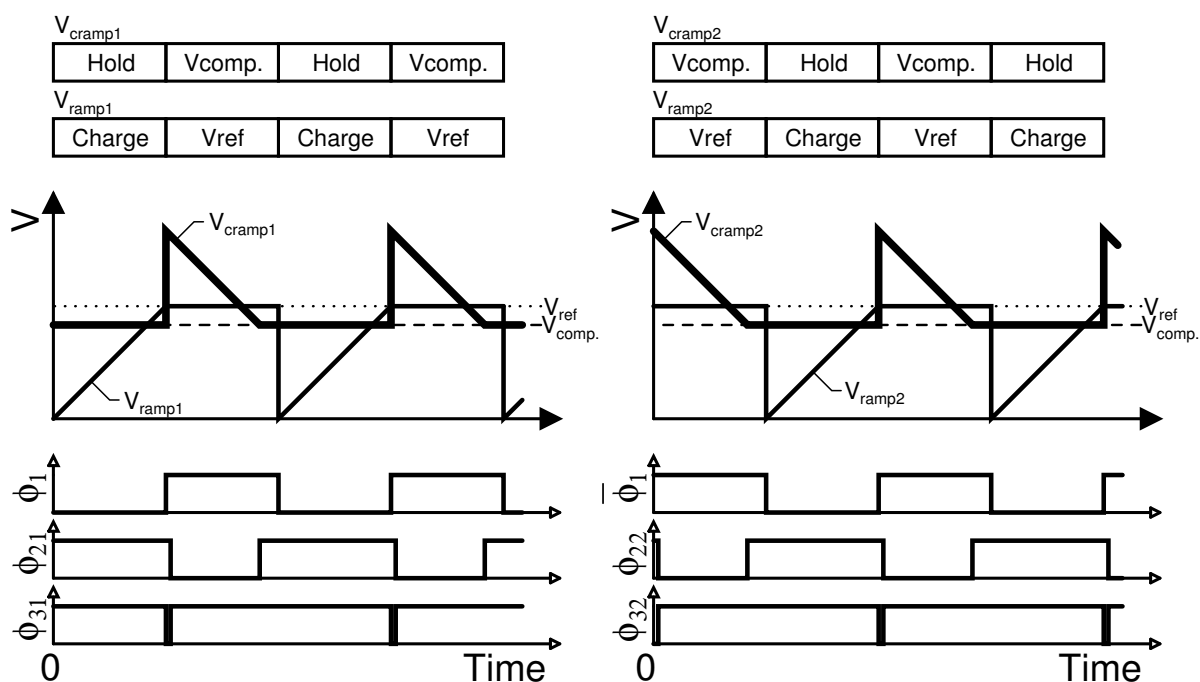 Vcramp1
Hold Vcomp. Hold Vcomp.
Vramp1
Charge Vref Charge Vref
V
Vcramp1
Vref
Vcomp.
Vramp1
ϕ1
ϕ21
ϕ31
0 Time
Vcramp2
Vcomp. Hold Vcomp. Hold
Vramp2
Vref Charge Vref Charge
V
Vcramp2
Vref
Vcomp.
Vramp2
ϕ̅1
ϕ22
ϕ32
0 Time